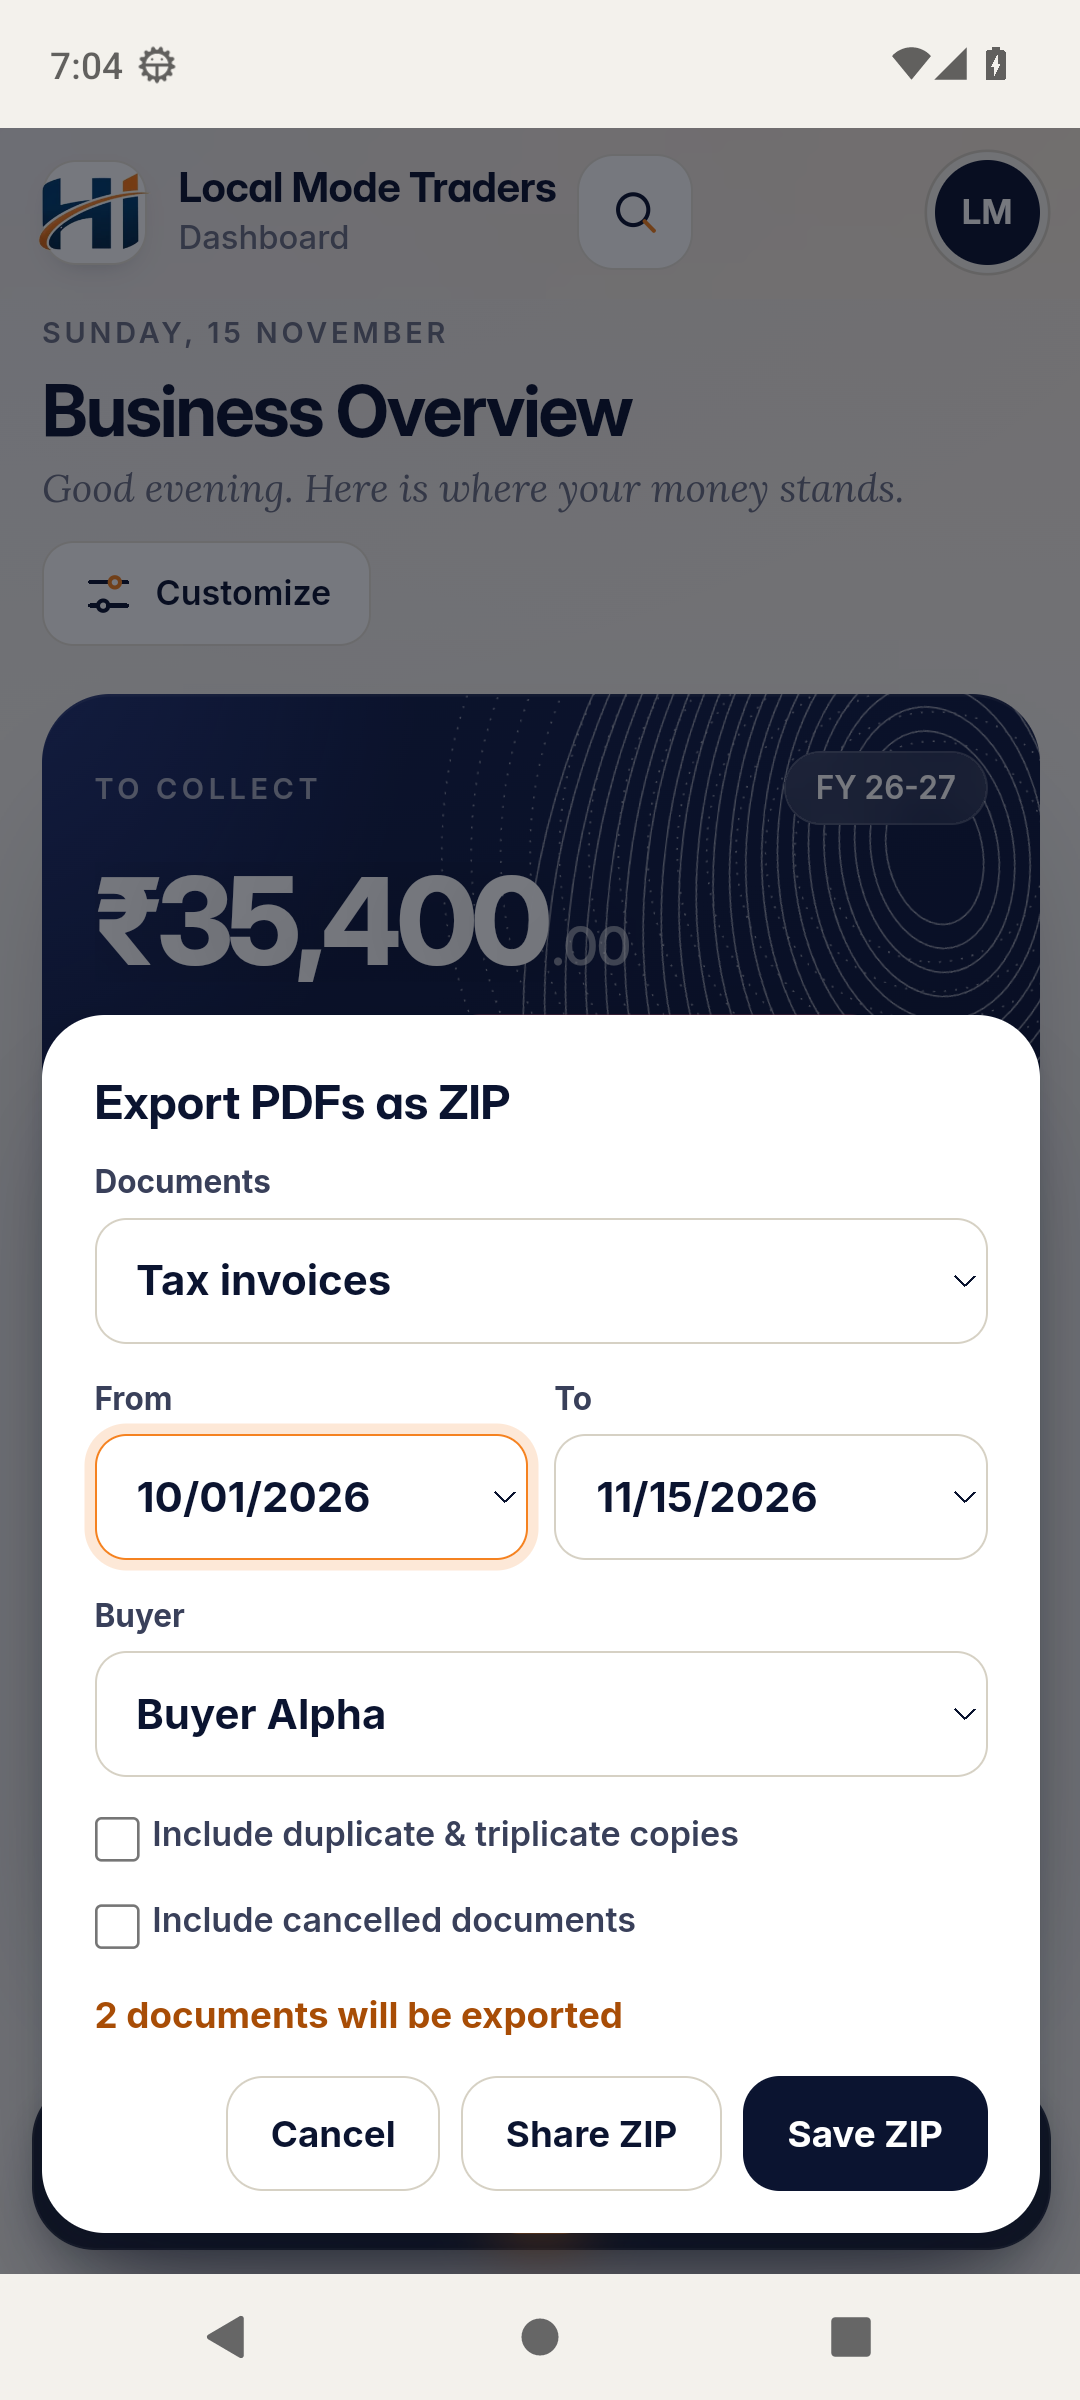 7:04
Hi
Local Mode Traders
Dashboard
LM
SUNDAY, 15 NOVEMBER
Business Overview
Good evening. Here is where your money stands.
Customize
TO COLLECT
FY 26-27
₹35,400.00
Export PDFs as ZIP
Documents
Tax invoices
From
To
10/01/2026
11/15/2026
Buyer
Buyer Alpha
Include duplicate & triplicate copies
Include cancelled documents
2 documents will be exported
Cancel
Share ZIP
Save ZIP